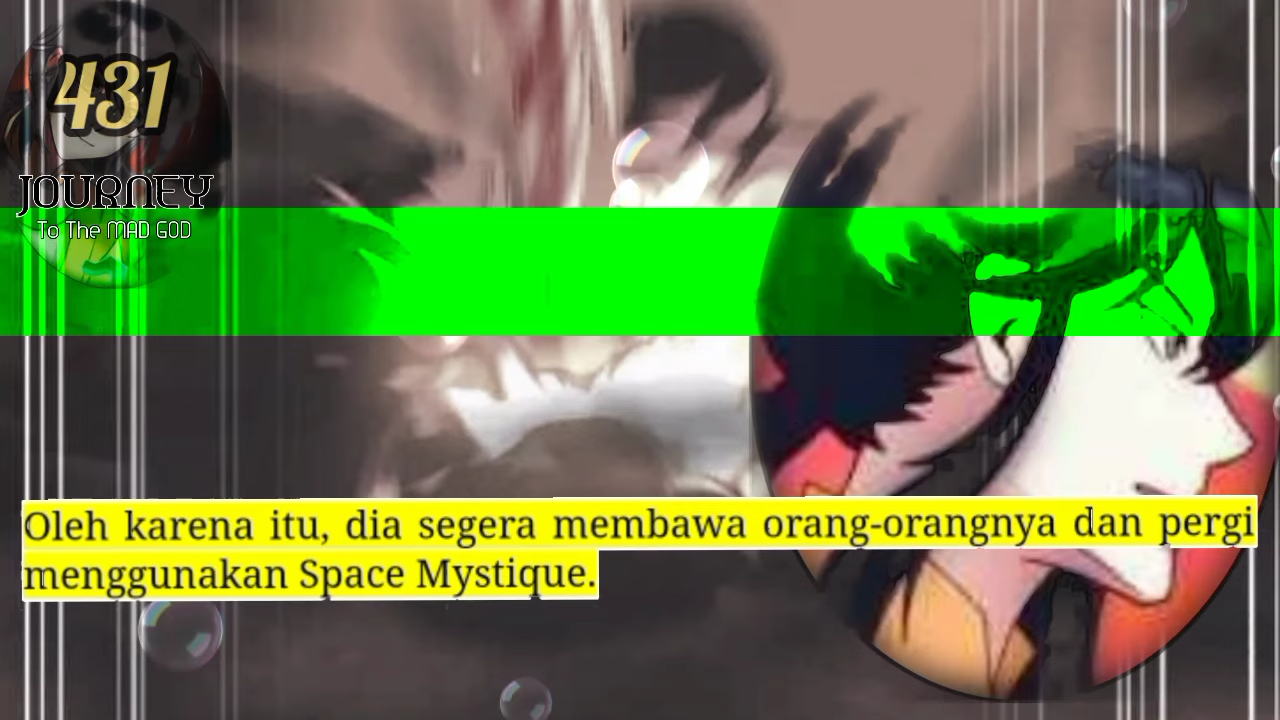 431
JOURNEY
To The MAD GOD
Oleh karena itu, dia segera membawa orang-orangnya dan pergi
menggunakan Space Mystique.